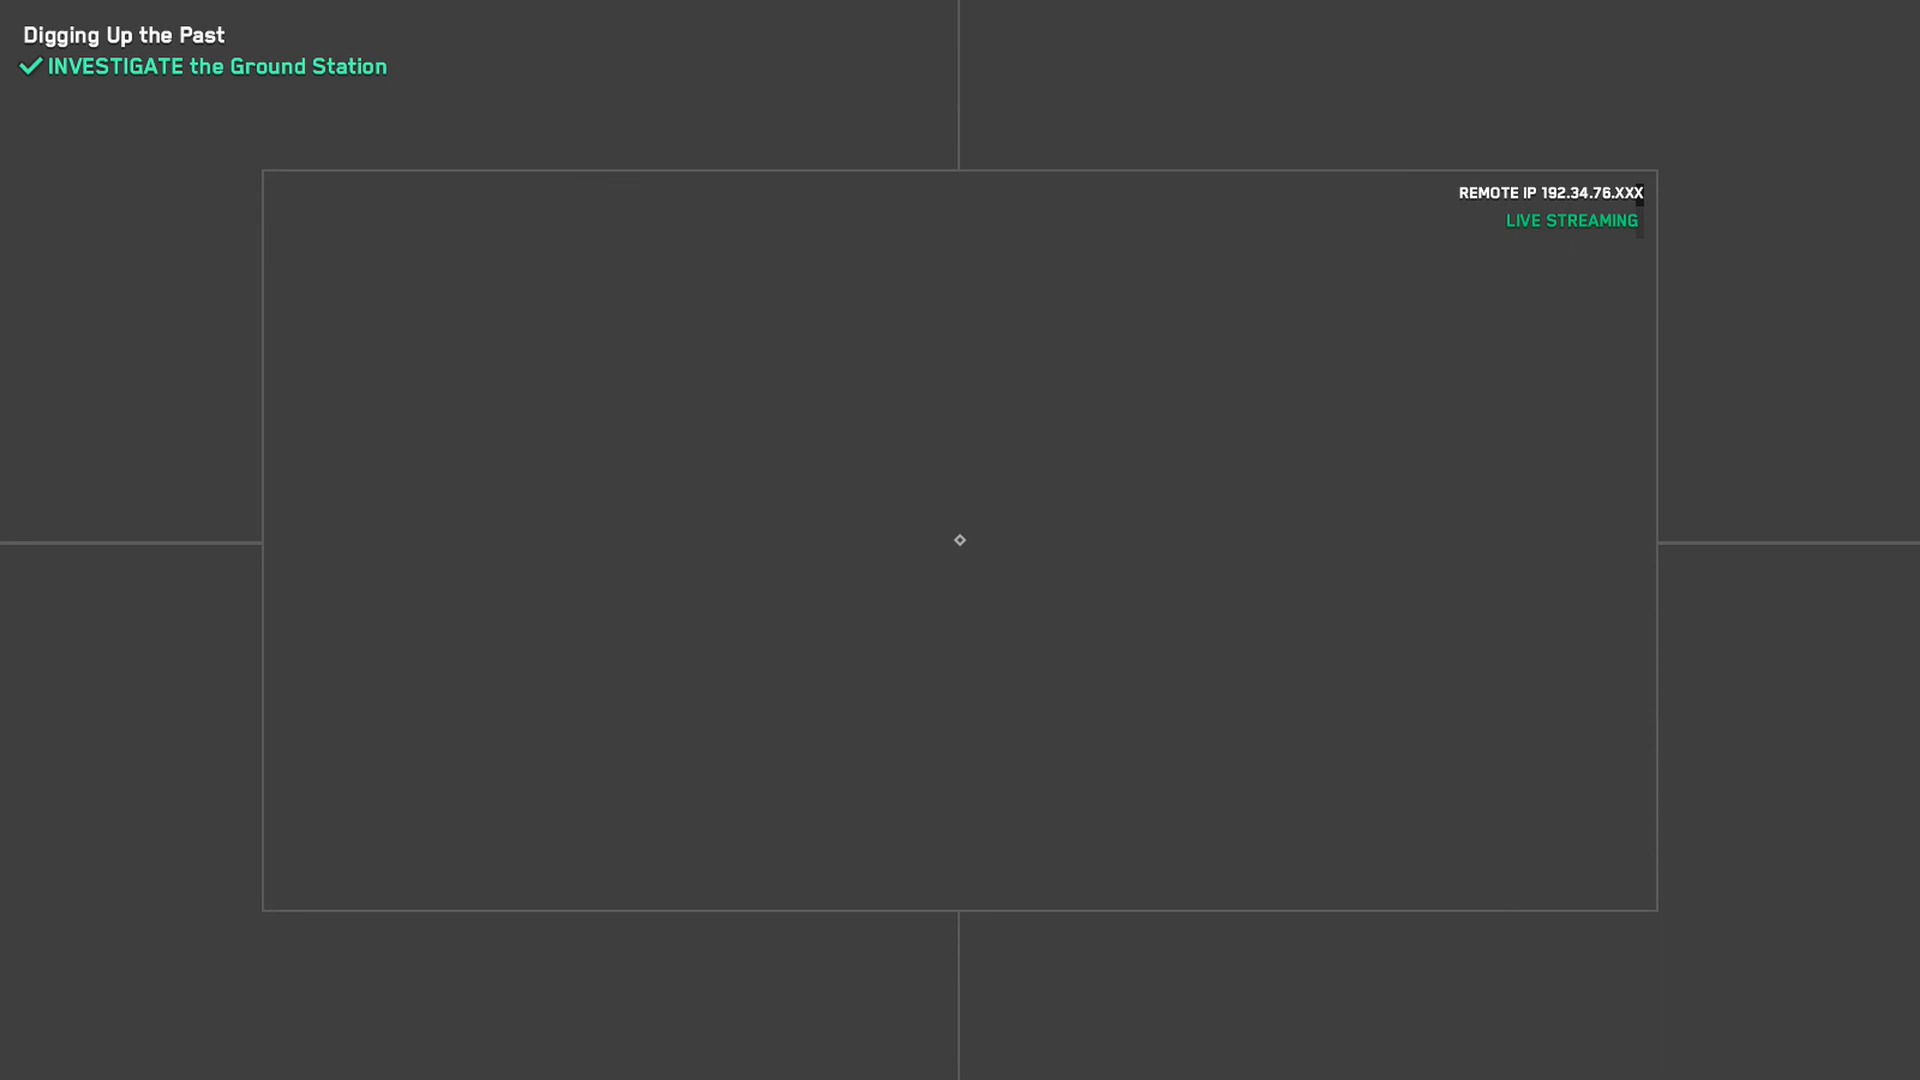 Digging Up the Past
INVESTIGATE the Ground Station
REMOTE IP 192.34.76.XXX
LIVE STREAMING